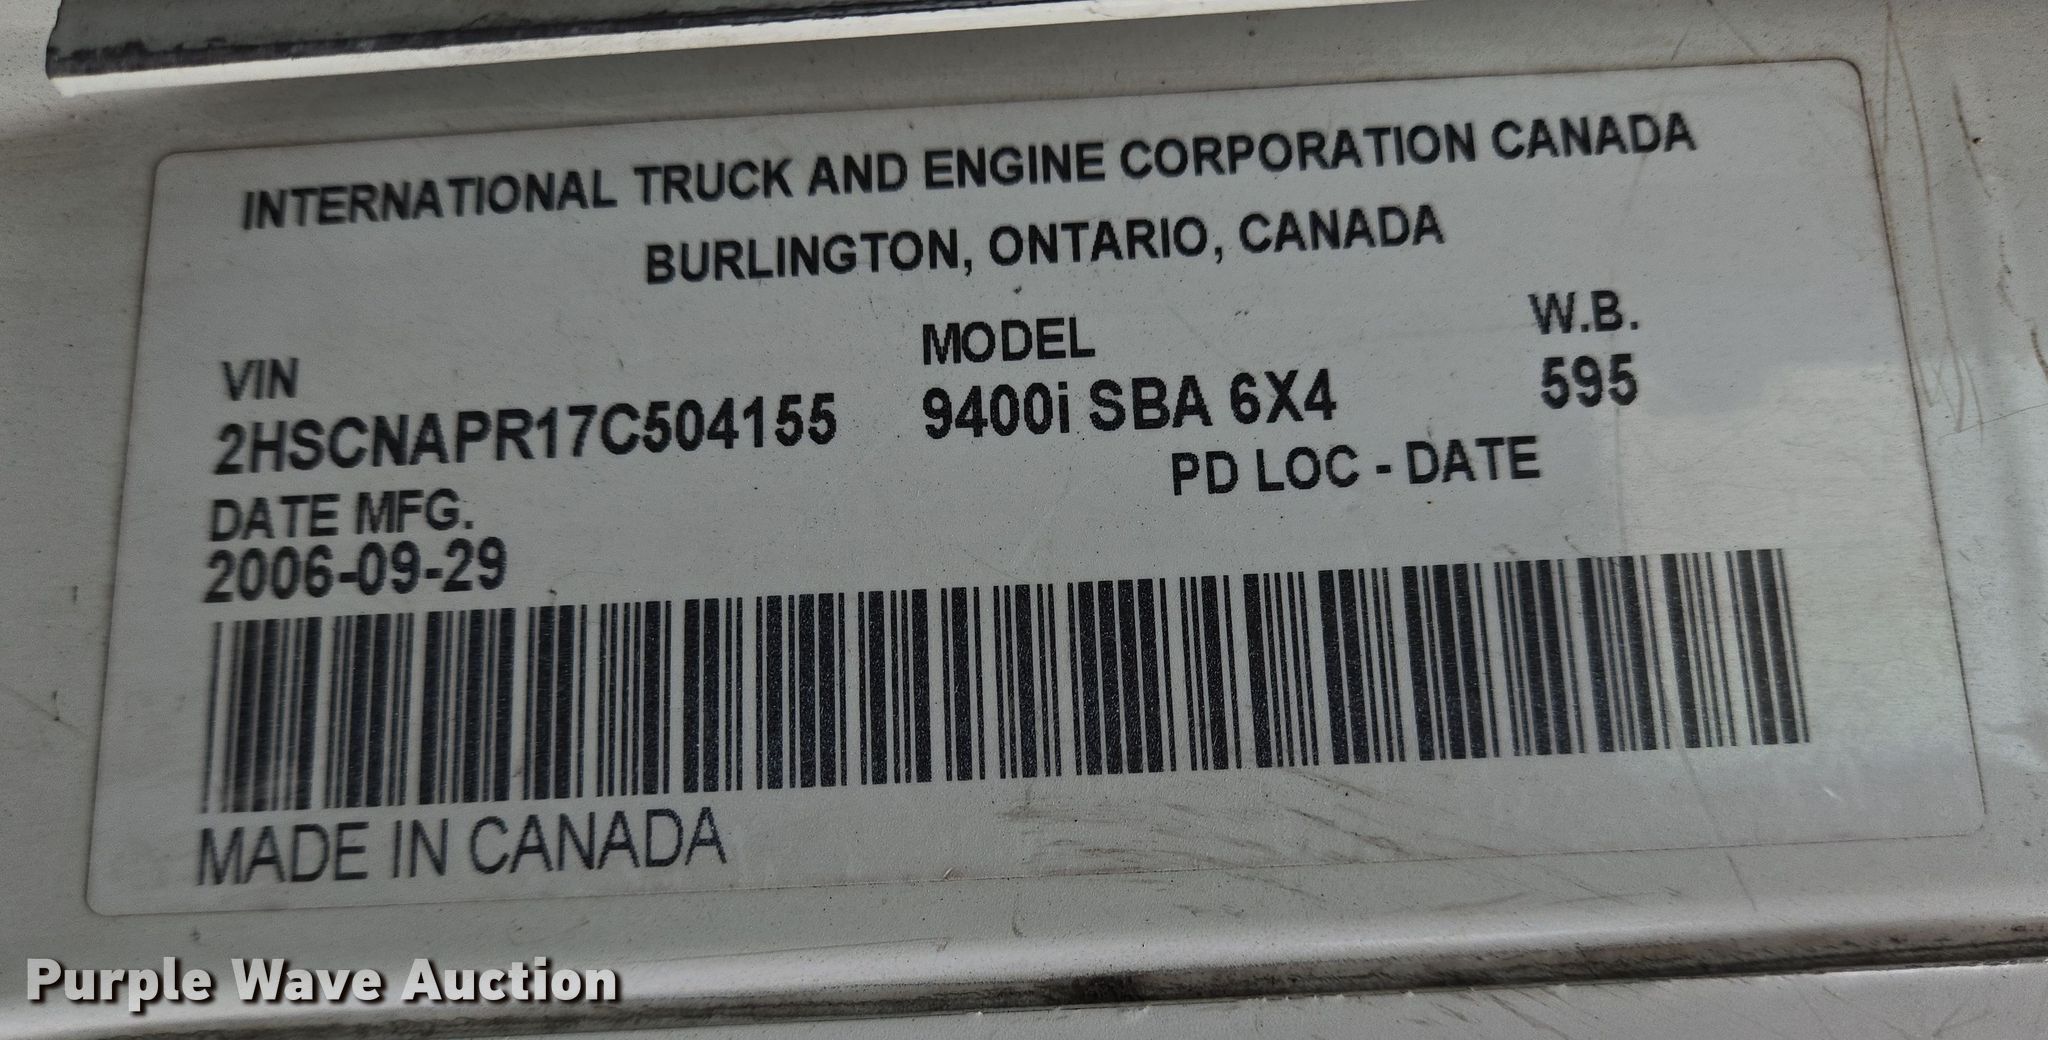 INTERNATIONAL TRUCK AND ENGINE CORPORATION CANADA
BURLINGTON, ONTARIO, CANADA
VIN MODEL W.B.
2HSCNAPR17C504155 9400i SBA 6X4 595
DATE MFG. PD LOC - DATE
2006-09-29
MADE IN CANADA
Purple Wave Auction